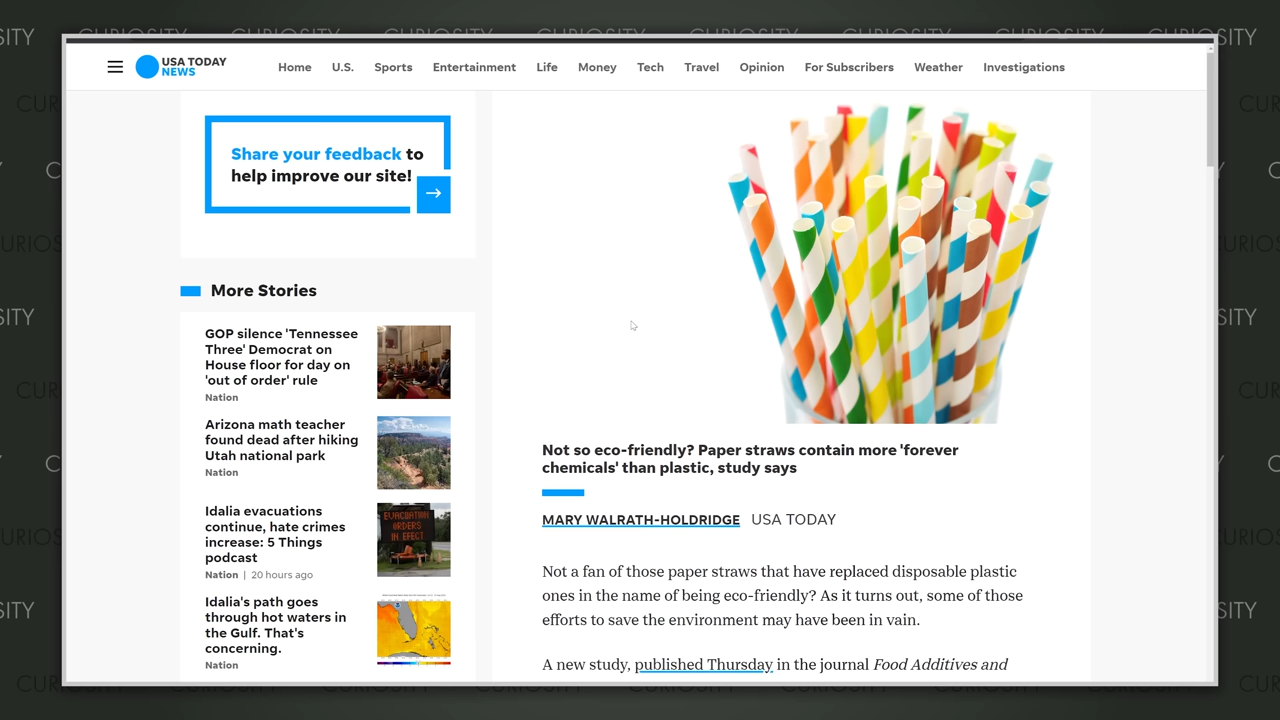 USA TODAY
NEWS
Home U.S. Sports Entertainment Life Money Tech Travel Opinion For Subscribers Weather Investigations
Share your feedback to
help improve our site!
More Stories
GOP silence 'Tennessee
Three' Democrat on
House floor for day on
'out of order' rule
Nation
Arizona math teacher
found dead after hiking
Utah national park
Nation
Idalia evacuations
continue, hate crimes
increase: 5 Things
podcast
Nation | 20 hours ago
EVACUATION
ORDERS
IN EFECT
Idalia's path goes
through hot waters in
the Gulf. That's
concerning.
Nation
Not so eco-friendly? Paper straws contain more 'forever
chemicals' than plastic, study says
MARY WALRATH-HOLDRIDGE USA TODAY
Not a fan of those paper straws that have replaced disposable plastic
ones in the name of being eco-friendly? As it turns out, some of those
efforts to save the environment may have been in vain.
A new study, published Thursday in the journal Food Additives and